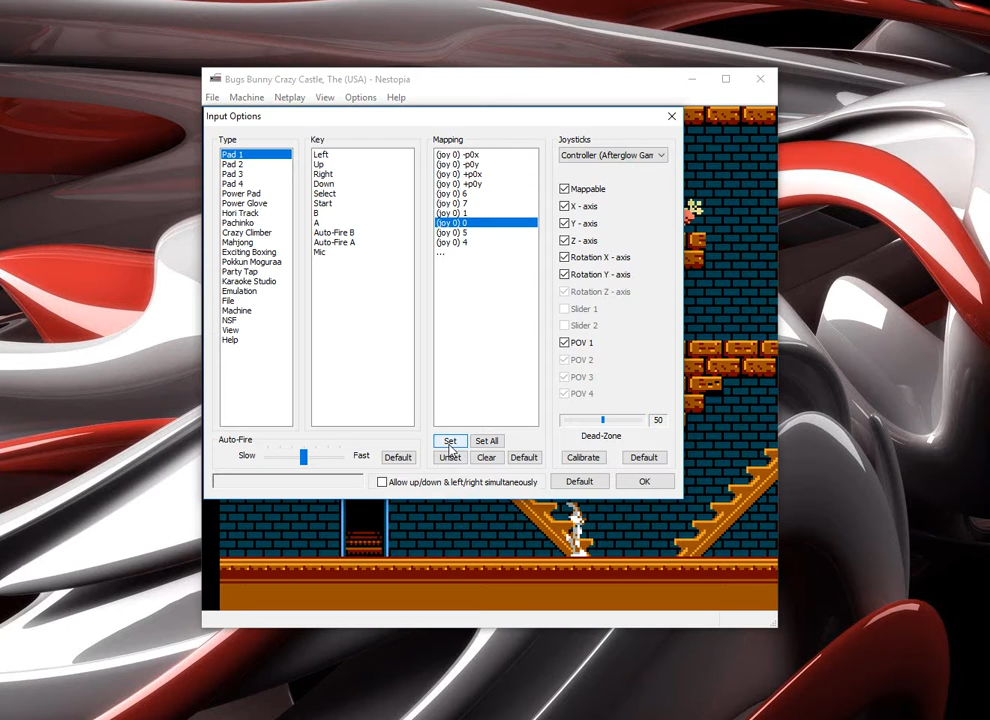 Bugs Bunny Crazy Castle, The (USA) - Nestopia
File Machine Netplay View Options Help
Input Options
Type
Pad 1
Pad 2
Pad 3
Pad 4
Power Pad
Power Glove
Hori Track
Pachinko
Crazy Climber
Mahjong
Exciting Boxing
Pokkun Moguraa
Party Tap
Karaoke Studio
Emulation
File
Machine
NSF
View
Help
Key
Left
Up
Right
Down
Select
Start
B
A
Auto-Fire B
Auto-Fire A
Mic
Mapping
(joy 0) -p0x
(joy 0) -p0y
(joy 0) +p0x
(joy 0) +p0y
(joy 0) 6
(joy 0) 7
(joy 0) 1
(joy 0) 0
(joy 0) 5
(joy 0) 4
...
Joysticks
Controller (Afterglow Gam
Mappable
X - axis
Y - axis
Z - axis
Rotation X - axis
Rotation Y - axis
Rotation Z - axis
Slider 1
Slider 2
POV 1
POV 2
POV 3
POV 4
50
Dead-Zone
Calibrate Default
Auto-Fire
Slow Fast Default
Set Set All
Unset Clear Default
Allow up/down & left/right simultaneously
Default OK